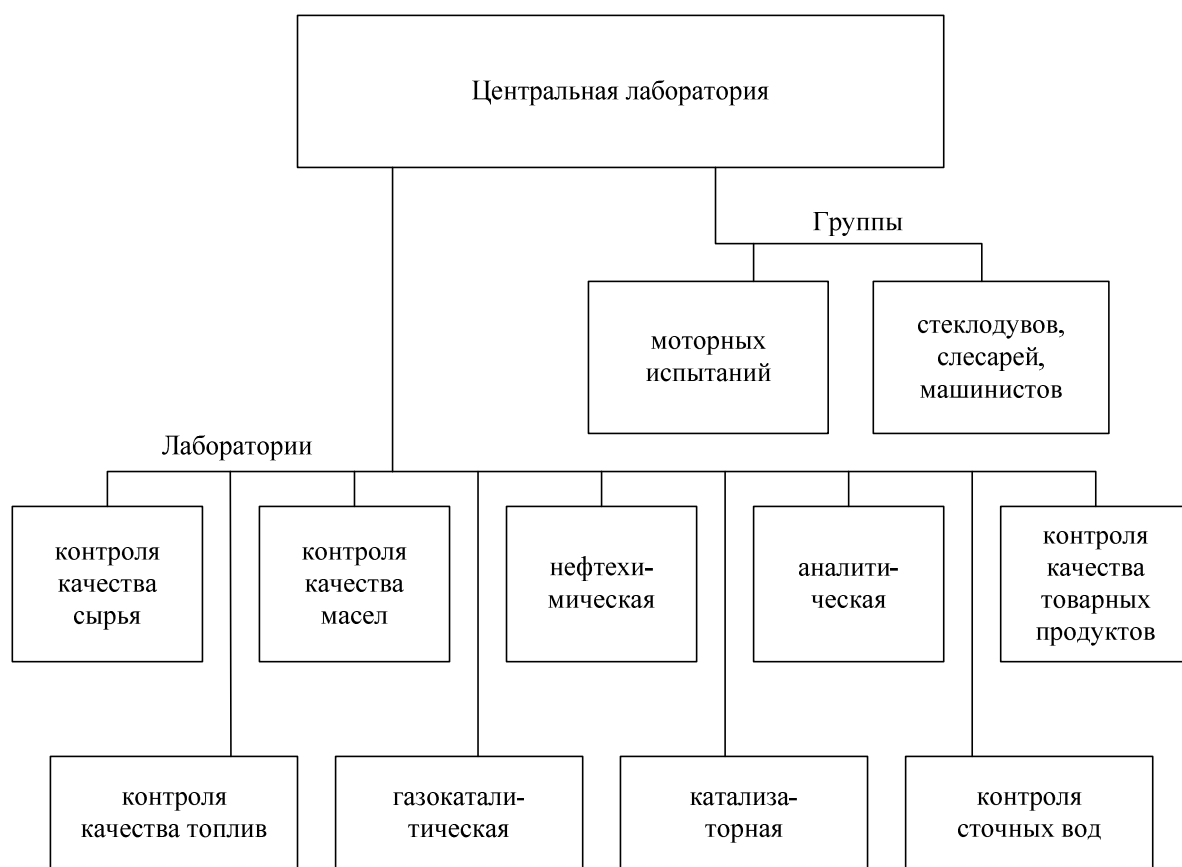 Центральная лаборатория
Группы
моторных
испытаний
стеклодувов,
слесарей,
машинистов
Лаборатории
контроля
качества
сырья
контроля
качества
масел
нефтехи-
мическая
аналити-
ческая
контроля
качества
товарных
продуктов
контроля
качества топлив
газокатали-
тическая
катализа-
торная
контроля
сточных вод